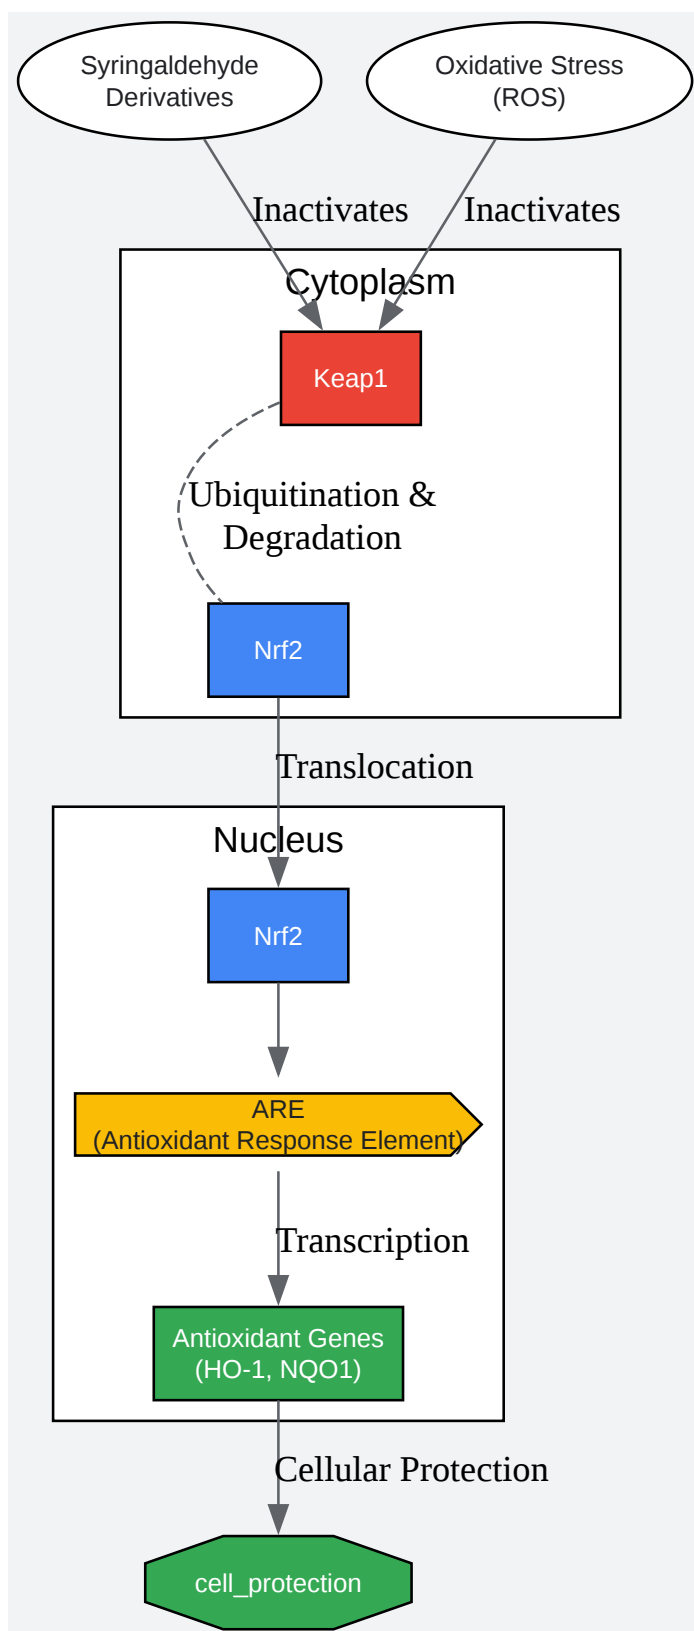 Syringaldehyde
Derivatives
Oxidative Stress
(ROS)
Inactivates
Inactivates
Cytoplasm
Keap1
Ubiquitination &
Degradation
Nrf2
Translocation
Nucleus
Nrf2
ARE
(Antioxidant Response Element)
Transcription
Antioxidant Genes
(HO-1, NQO1)
Cellular Protection
cell_protection